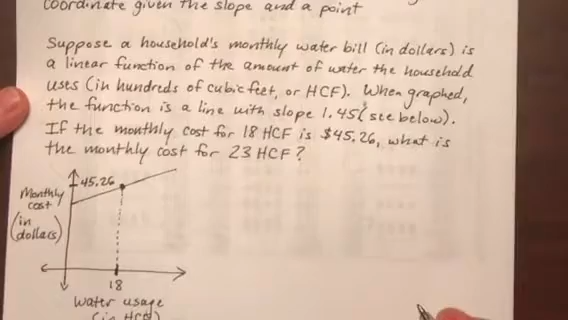 coordinate given the slope and a point
Suppose a household's monthly water bill (in dollars) is
a linear function of the amount of water the household
uses (in hundreds of cubic feet, or HCF). When graphed,
the function is a line with slope 1.45 (see below).
If the monthly cost for 18 HCF is $45.26, what is
the monthly cost for 23 HCF?
45.26
Monthly
cost
(in
dollars)
18
Water usage
(in HCF)